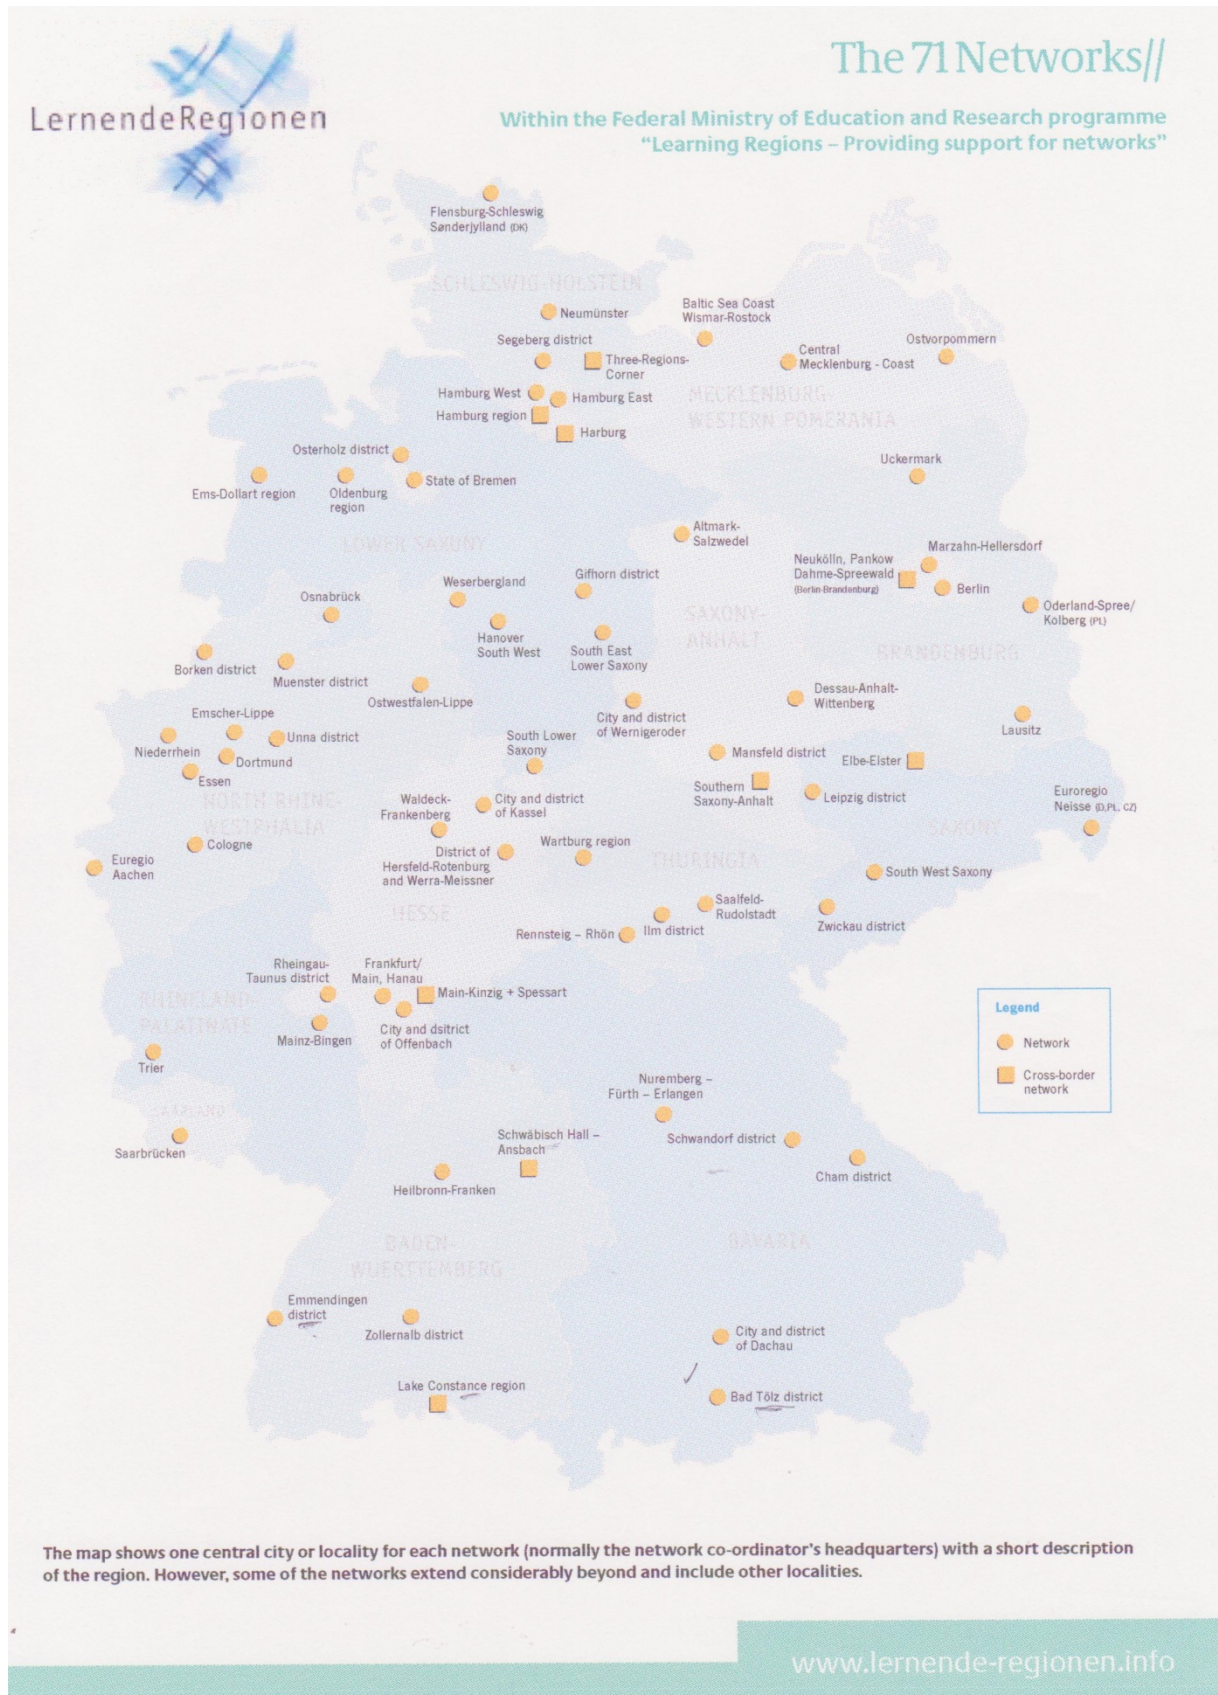 The 71 Networks//
LernendeRegionen
Within the Federal Ministry of Education and Research programme
“Learning Regions – Providing support for networks”
Flensburg-Schleswig
Sønderjylland (DK)
SCHLESWIG-HOLSTEIN
Neumünster
Baltic Sea Coast
Wismar-Rostock
Segeberg district
Three-Regions-
Corner
Central
Mecklenburg - Coast
Ostvorpommern
Hamburg West
Hamburg East
Hamburg region
Harburg
MECKLENBURG-
WESTERN POMERANIA
Osterholz district
Ems-Dollart region
Oldenburg
region
State of Bremen
Uckermark
LOWER SAXONY
Altmark-
Salzwedel
Marzahn-Hellersdorf
Neukölln, Pankow
Dahme-Spreewald
(Berlin-Brandenburg)
Berlin
Oderland-Spree/
Kolberg (PL)
Weserbergland
Gifhorn district
Osnabrück
Hanover
South West
South East
Lower Saxony
SAXONY-
ANHALT
BRANDENBURG
Borken district
Muenster district
Ostwestfalen-Lippe
City and district
of Wernigeroder
Dessau-Anhalt-
Wittenberg
Lausitz
Emscher-Lippe
Niederrhein
Unna district
Dortmund
Essen
South Lower
Saxony
Mansfeld district
Elbe-Elster
Southern
Saxony-Anhalt
Leipzig district
Euroregio
Neisse (D,PL, CZ)
NORTH RHINE-
WESTPHALIA
Waldeck-
Frankenberg
City and district
of Kassel
Cologne
District of
Hersfeld-Rotenburg
and Werra-Meissner
Wartburg region
THURINGIA
SAXONY
Euregio
Aachen
South West Saxony
HESSE
Saalfeld-
Rudolstadt
Ilm district
Rennsteig – Rhön
Zwickau district
Rheingau-
Taunus district
Frankfurt/
Main, Hanau
Main-Kinzig + Spessart
City and dsitrict
of Offenbach
RHINELAND-
PALATINATE
Mainz-Bingen
Trier
Legend
Network
Cross-border
network
SAARLAND
Saarbrücken
Nuremberg –
Fürth – Erlangen
Schwandorf district
Cham district
Schwäbisch Hall –
Ansbach
Heilbronn-Franken
BADEN-
WUERTTEMBERG
BAVARIA
Emmendingen
district
Zollernalb district
City and district
of Dachau
Lake Constance region
Bad Tölz district
The map shows one central city or locality for each network (normally the network co-ordinator’s headquarters) with a short description
of the region. However, some of the networks extend considerably beyond and include other localities.
www.lernende-regionen.info